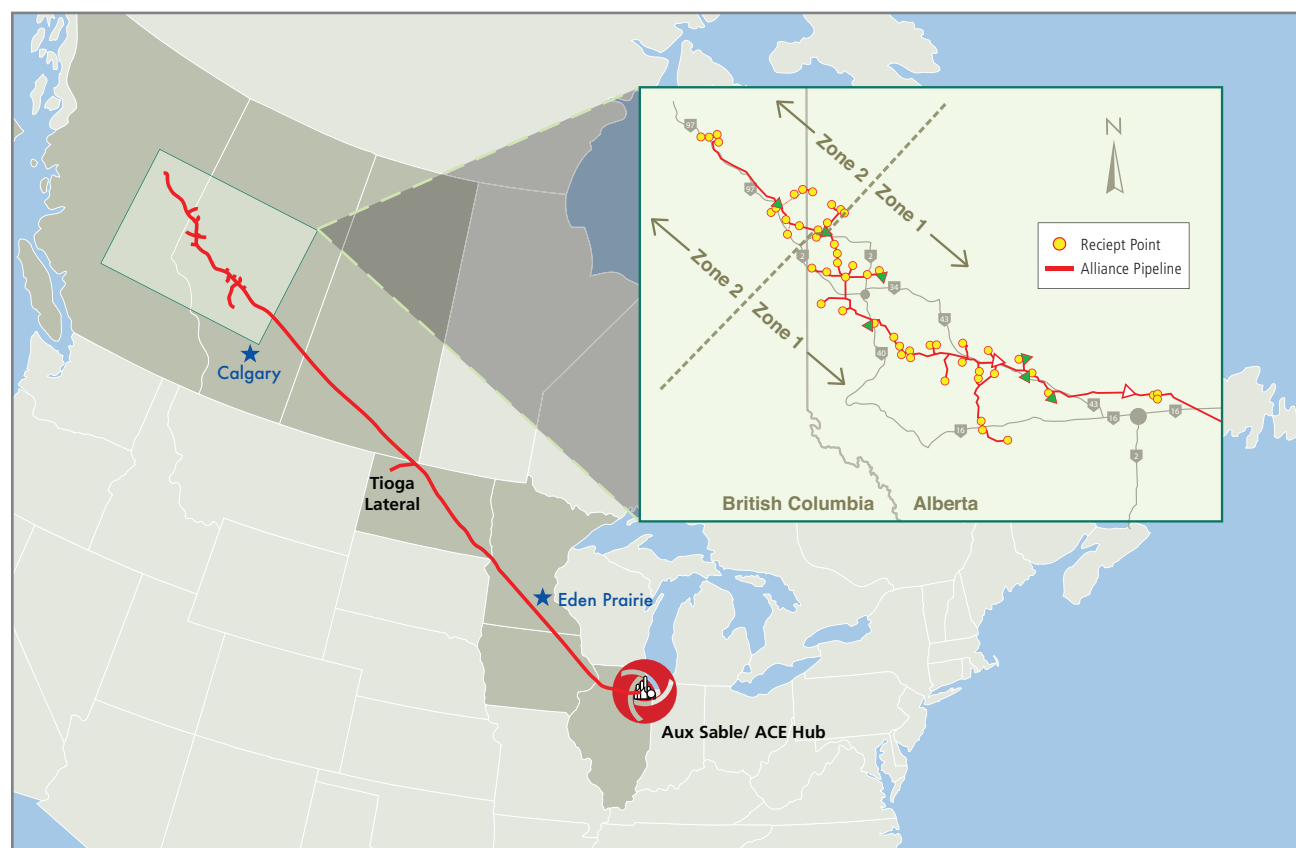 Calgary
Tioga
Lateral
Eden Prairie
Aux Sable/ ACE Hub
97
97
Zone 2
Zone 1
Zone 2
Zone 1
N
Reciept Point
Alliance Pipeline
2
2
34
43
40
43
16
16
16
2
British Columbia
Alberta